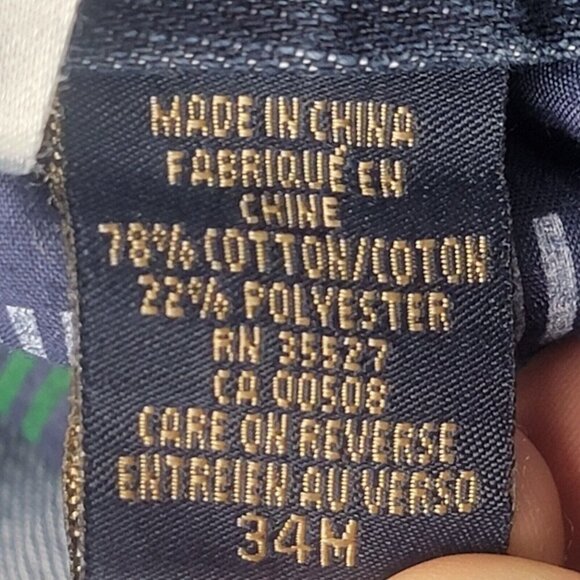 MADE IN CHINA
FABRIQUÉ EN
CHINE
78% COTTON/COTON
22% POLYESTER
RN 35527
CA 00508
CARE ON REVERSE
ENTREIEN AU VERSO
34M